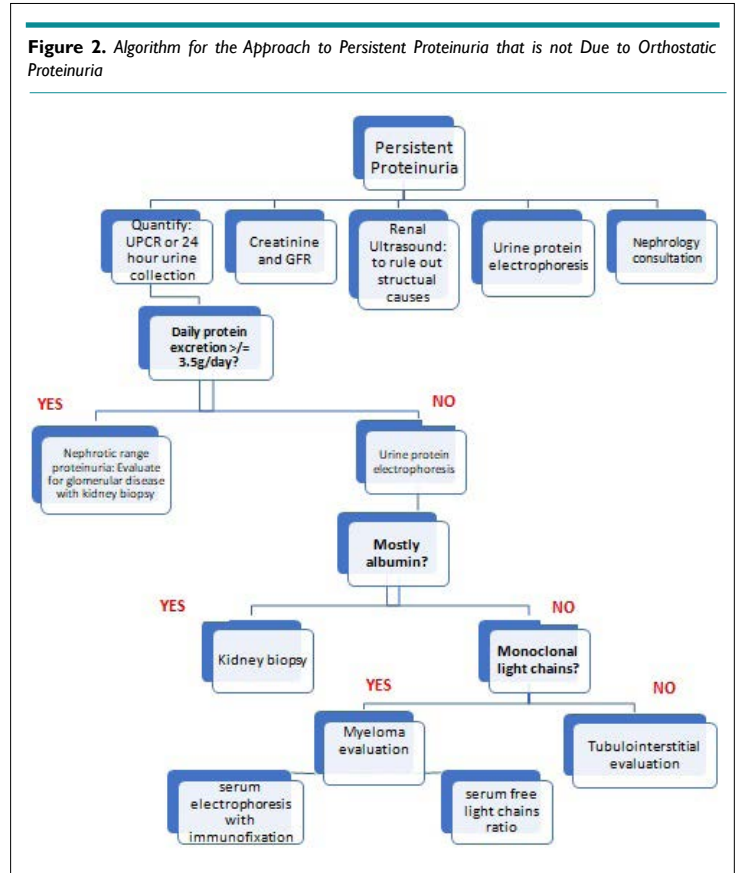 Figure 2. Algorithm for the Approach to Persistent Proteinuria that is not Due to Orthostatic
Proteinuria
Persistent
Proteinuria
Quantify:
UPCR or 24
hour urine
collection
Creatinine
and GFR
Renal
Ultrasound:
to rule out
structual
causes
Urine protein
electrophoresis
Nephrology
consultation
Daily protein
excretion >/=
3.5g/day?
YES
NO
Nephrotic range
proteinuria: Evaluate
for glomerular disease
with kidney biopsy
Urine protein
electrophoresis
Mostly
albumin?
YES
NO
Kidney biopsy
Monoclonal
light chains?
YES
NO
Myeloma
evaluation
Tubulointerstitial
evaluation
serum
electrophoresis
with
immunofixation
serum free
light chains
ratio